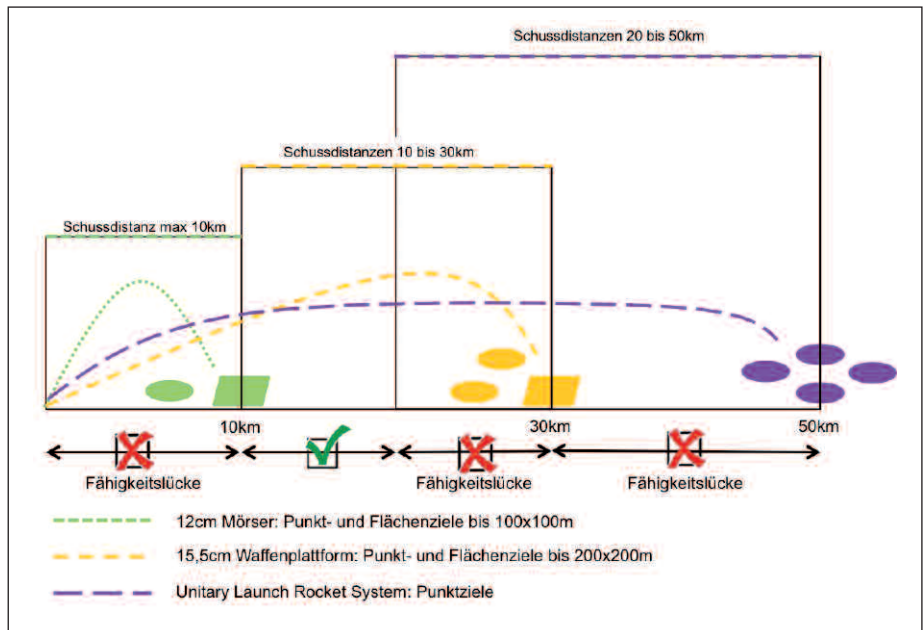 Schussdistanzen 20 bis 50km
Schussdistanzen 10 bis 30km
Schussdistanz max 10km
10km
30km
50km
Fähigkeitslücke
Fähigkeitslücke
Fähigkeitslücke
12cm Mörser: Punkt- und Flächenziele bis 100x100m
15,5cm Waffenplattform: Punkt- und Flächenziele bis 200x200m
Unitary Launch Rocket System: Punktziele